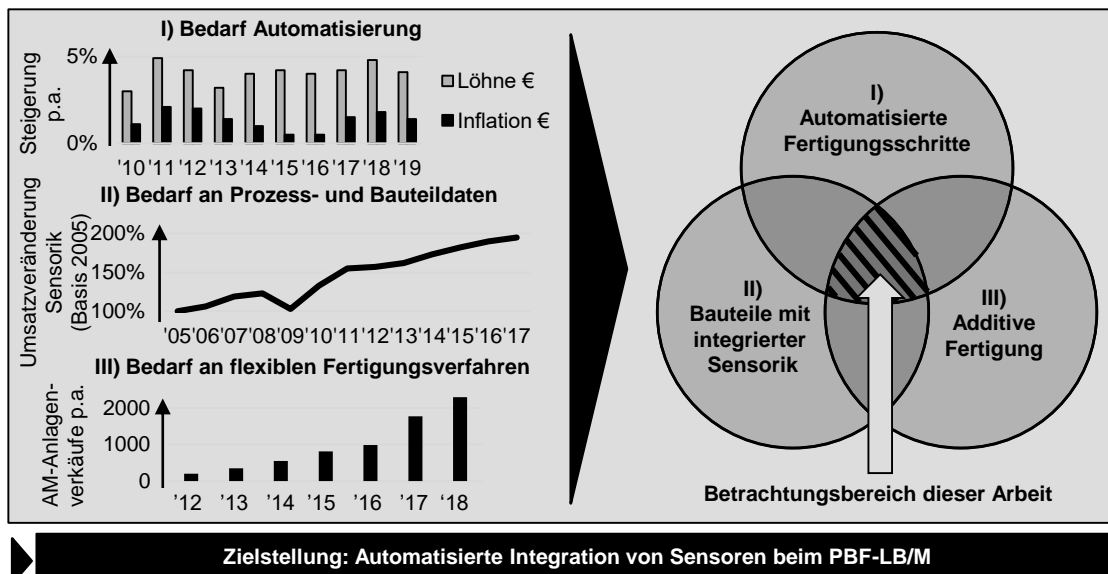 I) Bedarf Automatisierung
Steigerung
p.a.
5%
0%
Löhne €
Inflation €
'10 '11 '12 '13 '14 '15 '16 '17 '18 '19
II) Bedarf an Prozess- und Bauteildaten
Umsatzveränderung
Sensorik
(Basis 2005)
200%
150%
100%
'05 '06 '07 '08 '09 '10 '11 '12 '13 '14 '15 '16 '17
III) Bedarf an flexiblen Fertigungsverfahren
AM-Anlagen-
verkäufe p.a.
2000
1000
0
’12 ’13 ’14 ’15 ’16 ’17 ‘18
I)
Automatisierte
Fertigungsschritte
II)
Bauteile mit
integrierter
Sensorik
III)
Additive
Fertigung
Betrachtungsbereich dieser Arbeit
Zielstellung: Automatisierte Integration von Sensoren beim PBF-LB/M